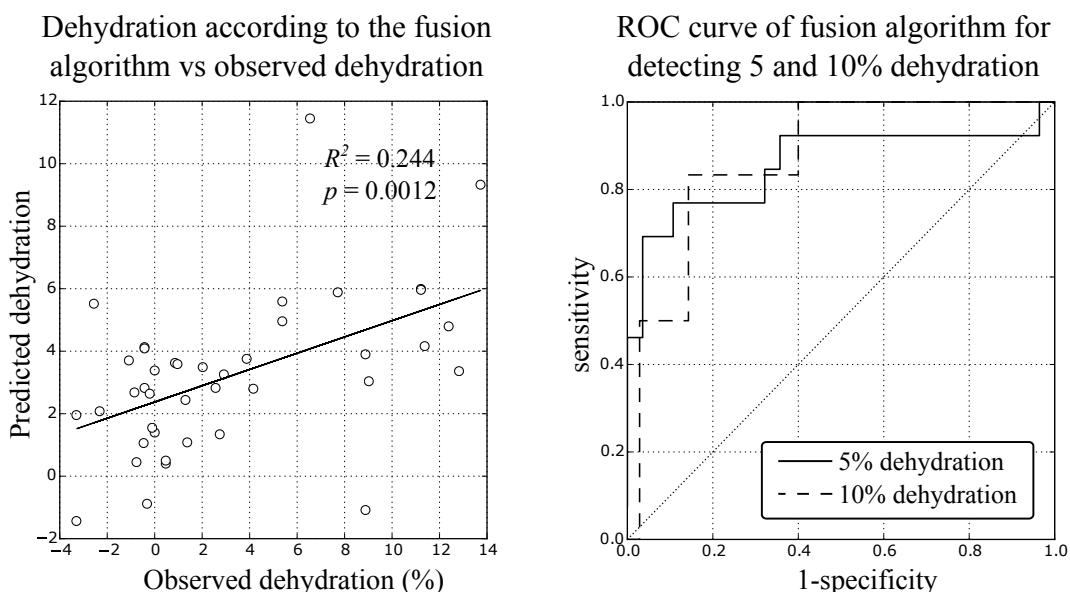 Dehydration according to the fusion
algorithm vs observed dehydration
12
10
8
6
4
2
0
−2
Predicted dehydration
R² = 0.244
p = 0.0012
−4 −2 0 2 4 6 8 10 12 14
Observed dehydration (%)
ROC curve of fusion algorithm for
detecting 5 and 10% dehydration
1.0
0.8
0.6
0.4
0.2
0.0
sensitivity
5% dehydration
10% dehydration
0.0 0.2 0.4 0.6 0.8 1.0
1-specificity